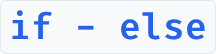 if - else